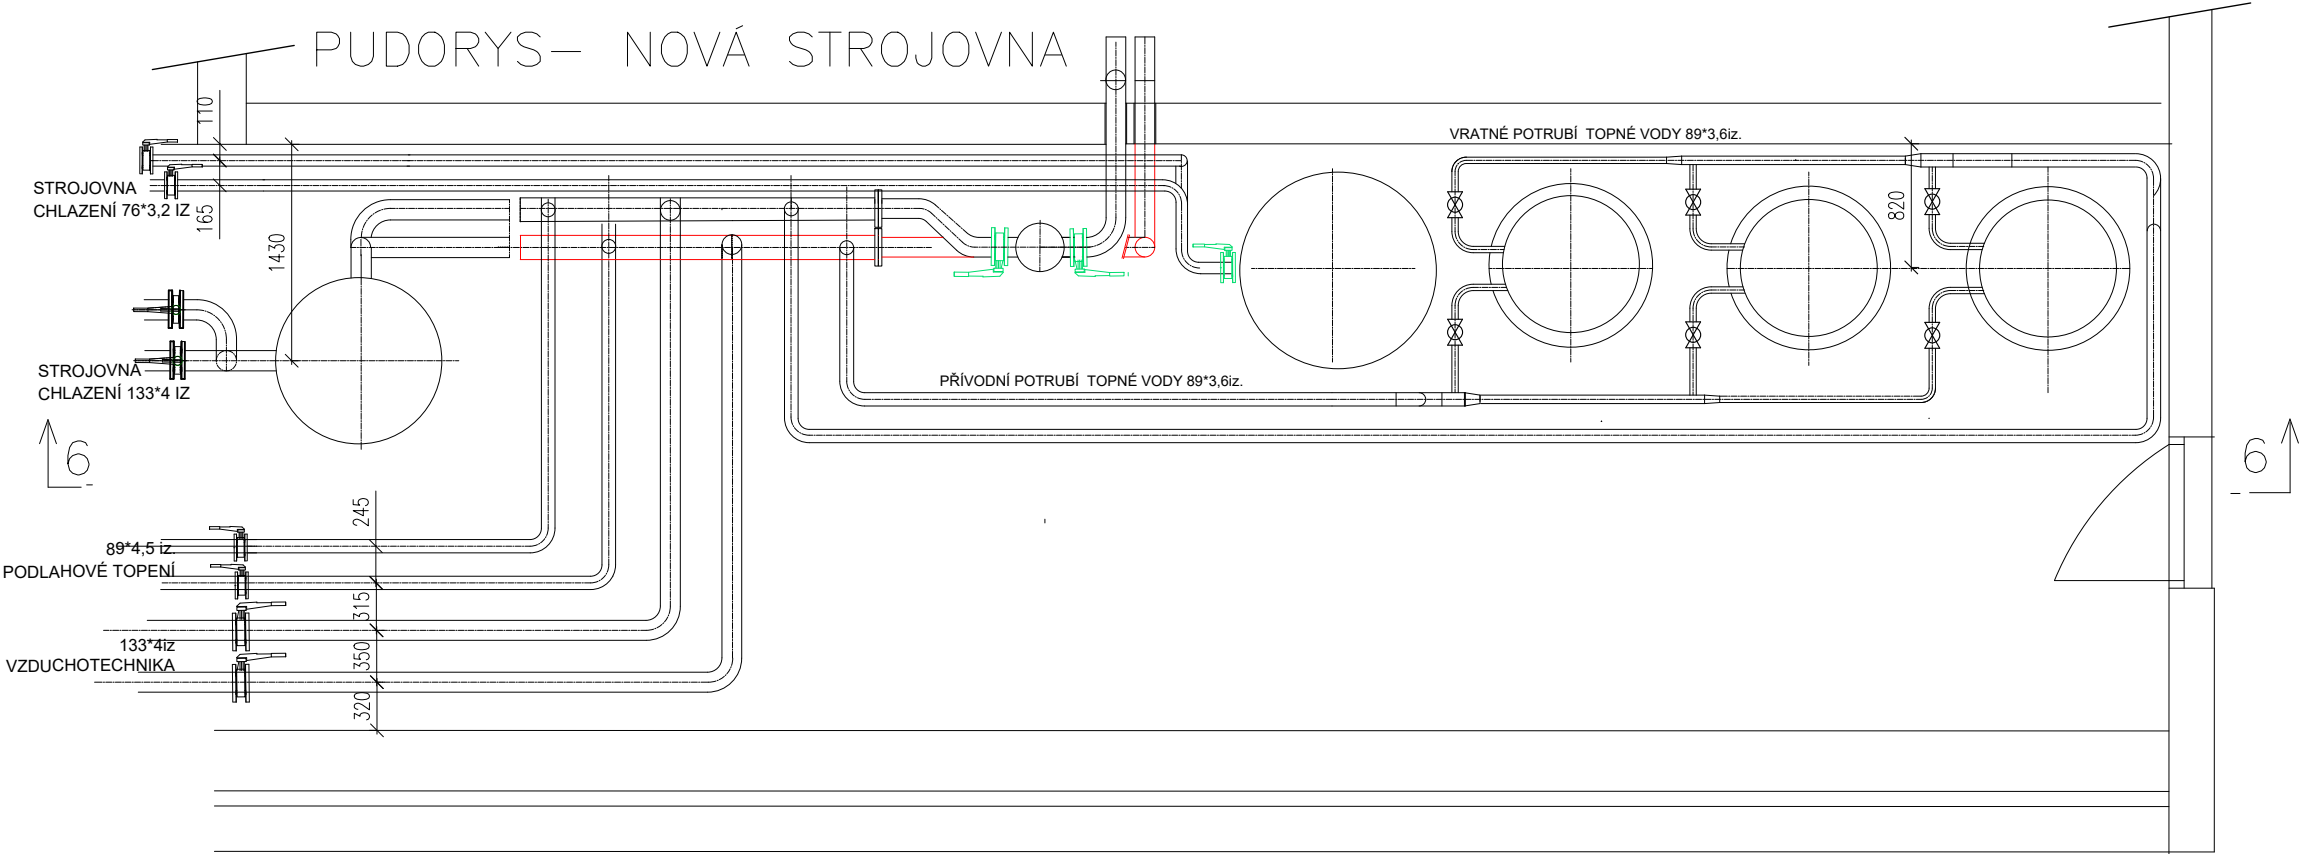 PUDORYS- NOVÁ STROJOVNA
110
VRATNÉ POTRUBÍ TOPNÉ VODY 89*3,6iz.
STROJOVNA
CHLAZENÍ 76*3,2 IZ
165
820
1430
STROJOVNA
CHLAZENÍ 133*4 IZ
PŘÍVODNÍ POTRUBÍ TOPNÉ VODY 89*3,6iz.
6
6
245
89*4,5 iz.
PODLAHOVÉ TOPENÍ
315
133*4iz
350
VZDUCHOTECHNIKA
320